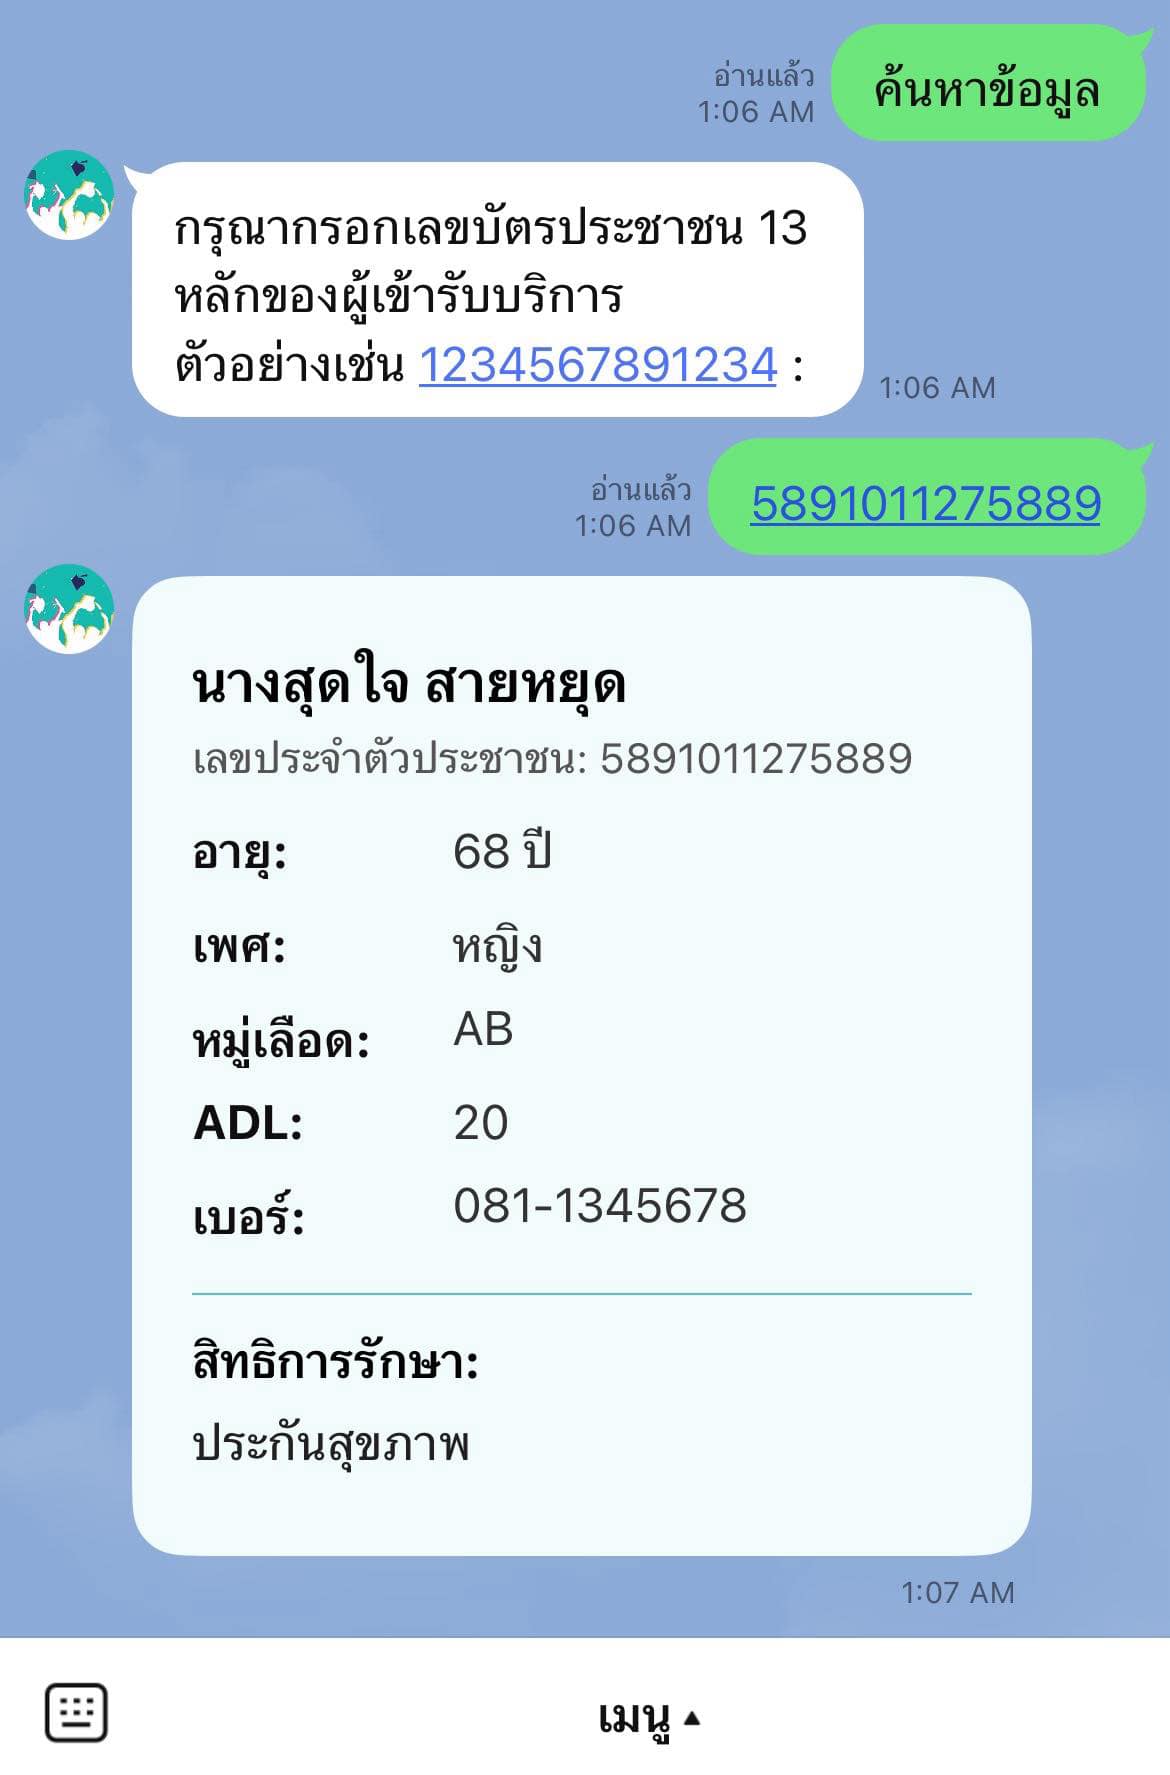 ค้นหาข้อมูล
อ่านแล้ว
1:06 AM
กรุณากรอกเลขบัตรประชาชน 13
หลักของผู้เข้ารับบริการ
ตัวอย่างเช่น 1234567891234 :
1:06 AM
5891011275889
อ่านแล้ว
1:06 AM
นางสุดใจ สายหยุด
เลขประจำตัวประชาชน: 5891011275889
อายุ: 68 ปี
เพศ: หญิง
หมู่เลือด: AB
ADL: 20
เบอร์: 081-1345678
สิทธิการรักษา:
ประกันสุขภาพ
1:07 AM
เมนู ▲